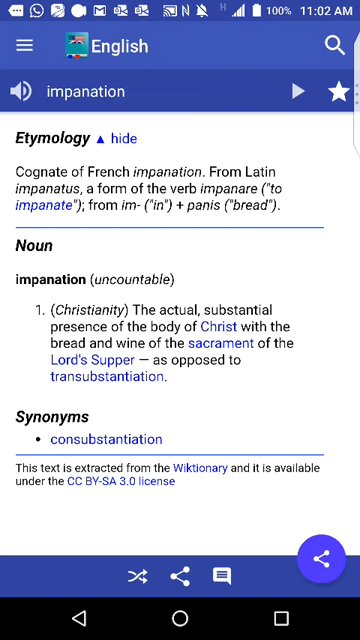 H 100% 11:02 AM
English
impanation
Etymology ▲ hide
Cognate of French impanation. From Latin
impanatus, a form of the verb impanare ("to
impanate"); from im- ("in") + panis ("bread").
Noun
impanation (uncountable)
1. (Christianity) The actual, substantial
presence of the body of Christ with the
bread and wine of the sacrament of the
Lord's Supper — as opposed to
transubstantiation.
Synonyms
• consubstantiation
This text is extracted from the Wiktionary and it is available
under the CC BY-SA 3.0 license